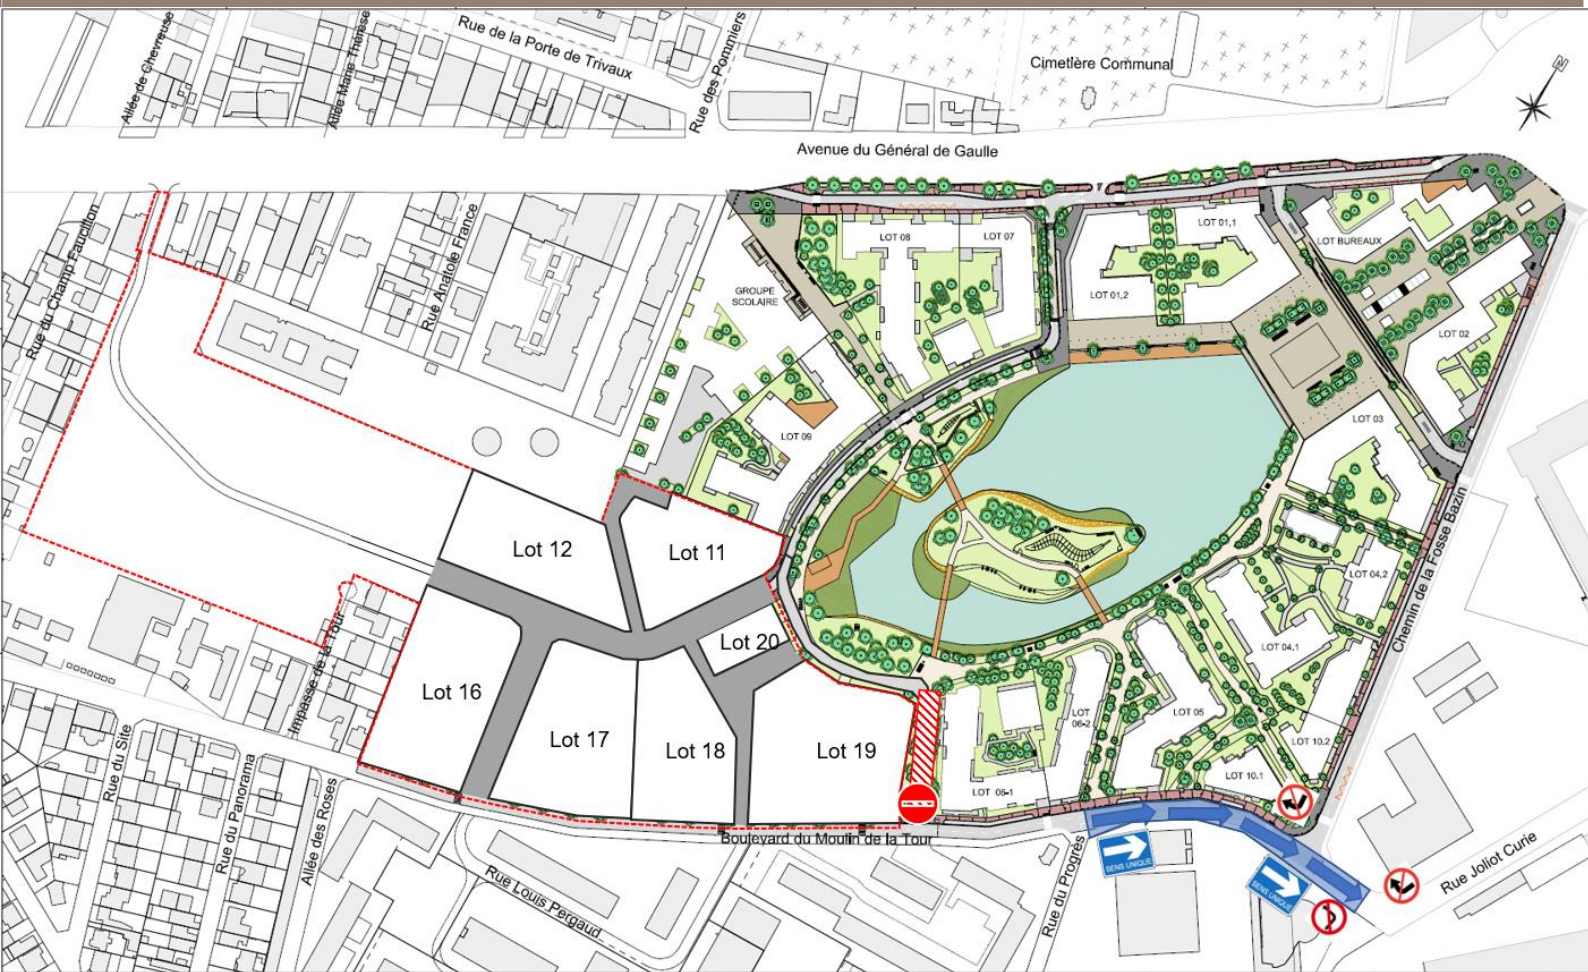 Allée de Chevreuse
Allée Marie Thérèse
Rue de la Porte de Trivaux
Rue des Pommiers
Cimetière Communal
N
Avenue du Général de Gaulle
Rue du Champ Faucillon
Rue Anatole France
LOT 08
LOT 07
LOT 01,1
LOT BUREAUX
GROUPE
SCOLAIRE
LOT 01,2
LOT 02
LOT 09
LOT 03
Chemin de la Fosse Bazin
Lot 12
Lot 11
LOT 04,2
Lot 20
LOT 04,1
Impasse de la Tour
Lot 16
Lot 17
Lot 18
Lot 19
LOT
06-2
LOT 05
LOT 10,2
LOT 10,1
LOT 06-1
Rue du Site
Rue du Panorama
Allée des Roses
Boulevard du Moulin de la Tour
Rue Louis Pergaud
Rue du Progrès
SENS UNIQUE
SENS UNIQUE
Rue Joliot Curie